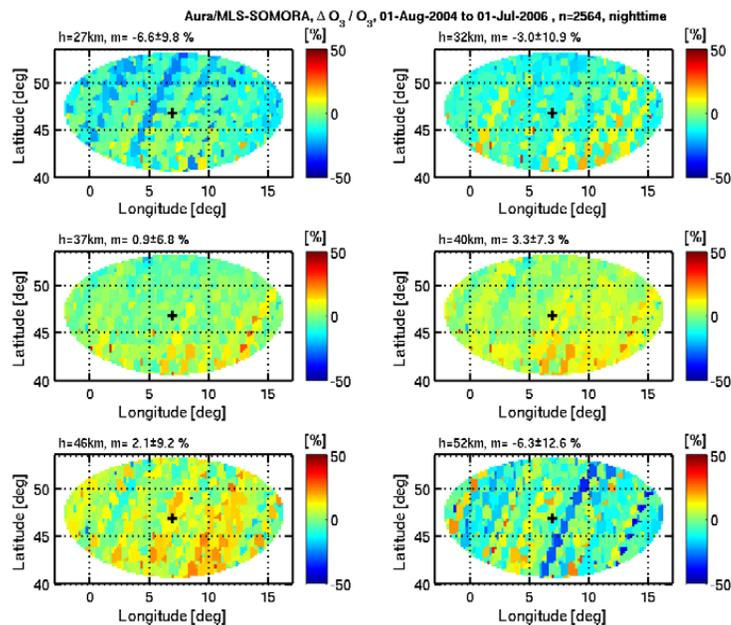 Aura/MLS-SOMORA, Δ O3 / O3, 01-Aug-2004 to 01-Jul-2006 , n=2564, nighttime
h=27km, m= -6.6±9.8 %
[%]
50
0
-50
50
45
40
Latitude [deg]
0 5 10 15
Longitude [deg]
h=32km, m= -3.0±10.9 %
[%]
50
0
-50
50
45
40
Latitude [deg]
0 5 10 15
Longitude [deg]
h=37km, m= 0.9±6.8 %
[%]
50
0
-50
50
45
40
Latitude [deg]
0 5 10 15
Longitude [deg]
h=40km, m= 3.3±7.3 %
[%]
50
0
-50
50
45
40
Latitude [deg]
0 5 10 15
Longitude [deg]
h=46km, m= 2.1±9.2 %
[%]
50
0
-50
50
45
40
Latitude [deg]
0 5 10 15
Longitude [deg]
h=52km, m= -6.3±12.6 %
[%]
50
0
-50
50
45
40
Latitude [deg]
0 5 10 15
Longitude [deg]